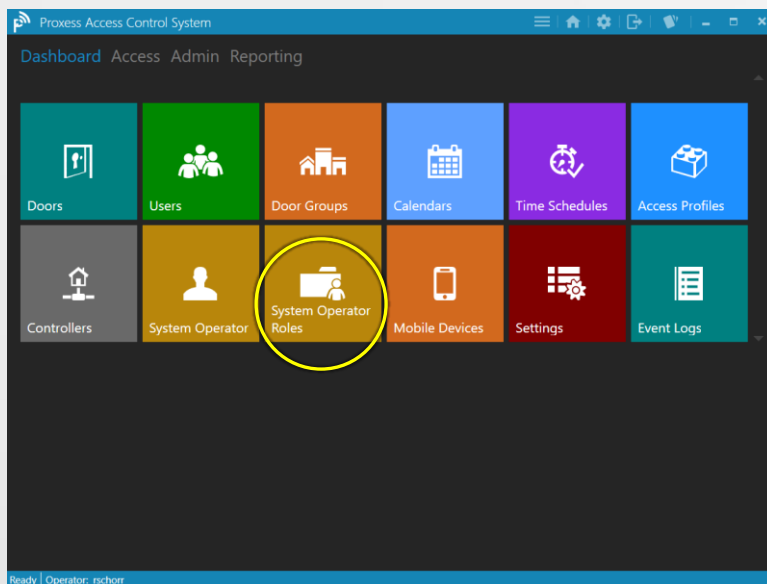 Proxess Access Control System
Dashboard Access Admin Reporting
Doors
Users
Door Groups
Calendars
Time Schedules
Access Profiles
Controllers
System Operator
System Operator
Roles
Mobile Devices
Settings
Event Logs
Ready Operator: rschorr